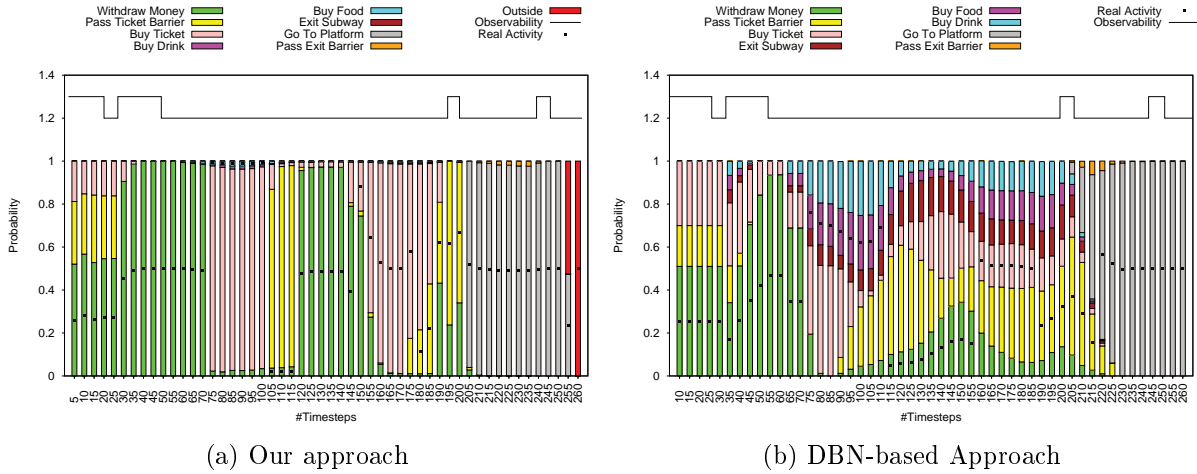 Withdraw Money
Pass Ticket Barrier
Buy Ticket
Buy Drink
Buy Food
Exit Subway
Go To Platform
Pass Exit Barrier
Outside
Real Activity
Observability
1.4
1.2
1
0.8
0.6
0.4
0.2
0
Probability
5 10 15 20 25 30 35 40 45 50 55 60 65 70 75 80 85 90 95 100 105 110 115 120 125 130 135 140 145 150 155 160 165 170 175 180 185 190 195 200 205 210 215 220 225 230 235 240 245 250 255 260
#Timesteps
(a) Our approach
Withdraw Money
Pass Ticket Barrier
Buy Ticket
Exit Subway
Buy Food
Buy Drink
Go To Platform
Pass Exit Barrier
Real Activity
Observability
1.4
1.2
1
0.8
0.6
0.4
0.2
0
Probability
10 15 20 25 30 35 40 45 50 55 60 65 70 75 80 85 90 95 100 105 110 115 120 125 130 135 140 145 150 155 160 165 170 175 180 185 190 195 200 205 210 215 220 225 230 235 240 245 250 255 260
#Timesteps
(b) DBN-based Approach